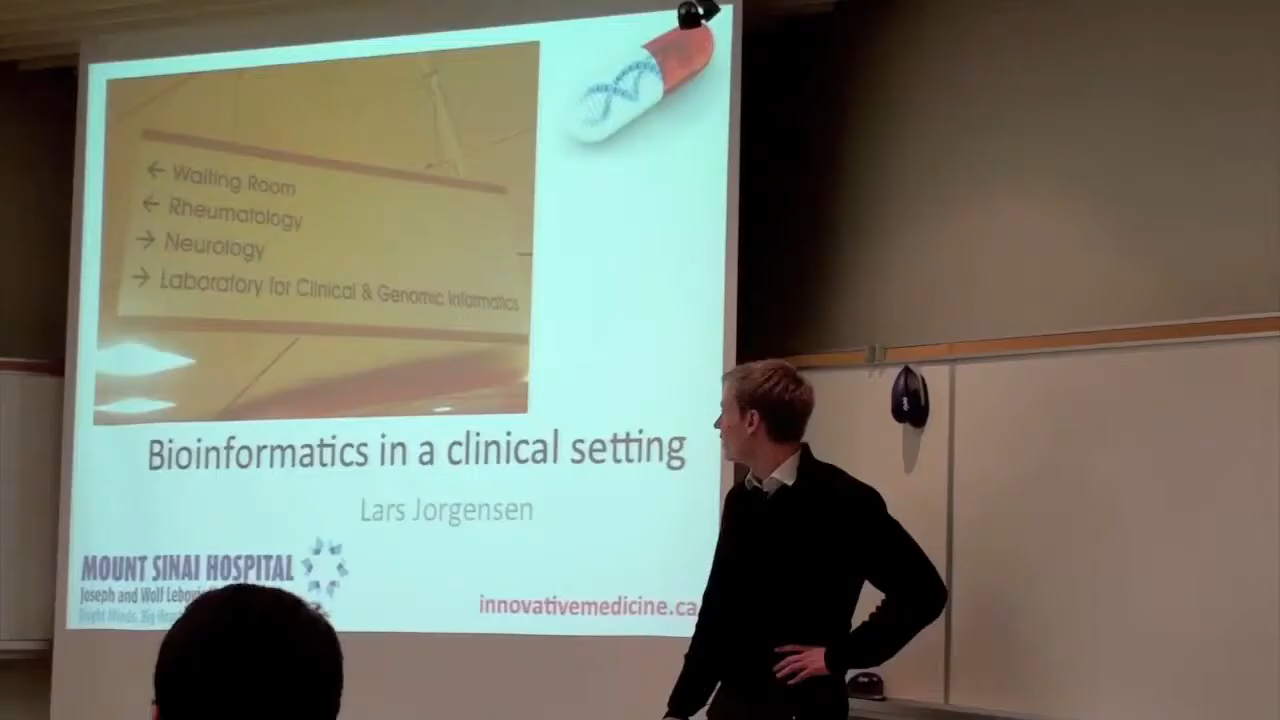 ← Waiting Room
← Rheumatology
→ Neurology
→ Laboratory for Clinical & Genomic Informatics
Bioinformatics in a clinical setting
Lars Jorgensen
MOUNT SINAI HOSPITAL
Joseph and Wolf
innovativemedicine.ca